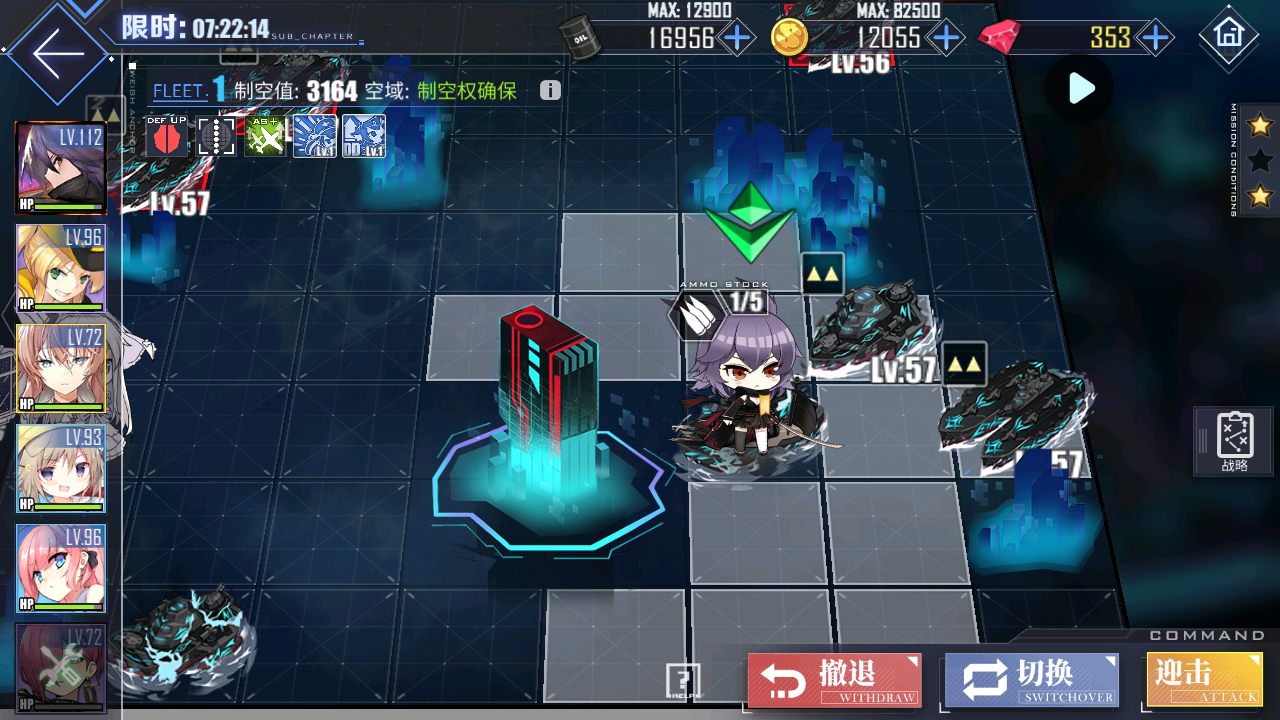 限时: 07:22:14 SUB_CHAPTER
MAX: 12900
16956
MAX: 82500
12055
353
FLEET. 1 制空值: 3164 空域: 制空权确保
WEIGH ANCHOR
DEF UP
AS+
LV.1
LV.1
LV.56
LV.57
MISSION CONDITIONS
LV.112
HP
LV.96
HP
LV.72
HP
LV.93
HP
LV.96
HP
LV.72
HP
AMMO STOCK
1/5
LV.57
57
战略
COMMAND
?
HELP
撤退
WITHDRAW
切换
SWITCHOVER
迎击
ATTACK
OIL